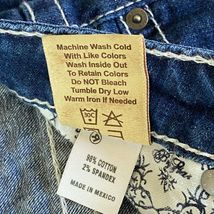 Machine Wash Cold
With Like Colors
Wash Inside Out
To Retain Colors
Do NOT Bleach
Tumble Dry Low
Warm Iron If Needed
30C
98% COTTON
2% SPANDEX
MADE IN MEXICO